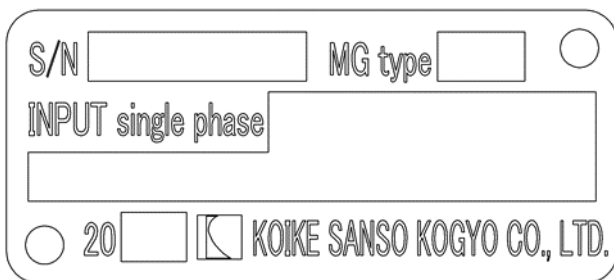 S/N MG type
INPUT single phase
20 KOIKE SANSO KOGYO CO., LTD.